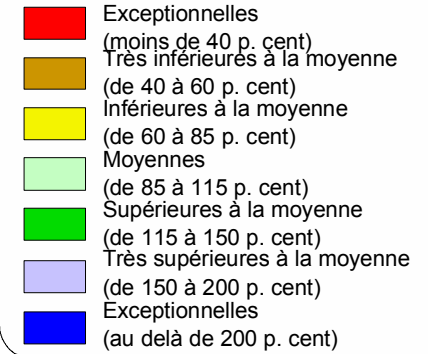 Exceptionnelles
(moins de 40 p. cent)
Très inférieures à la moyenne
(de 40 à 60 p. cent)
Inférieures à la moyenne
(de 60 à 85 p. cent)
Moyennes
(de 85 à 115 p. cent)
Supérieures à la moyenne
(de 115 à 150 p. cent)
Très supérieures à la moyenne
(de 150 à 200 p. cent)
Exceptionnelles
(au delà de 200 p. cent)